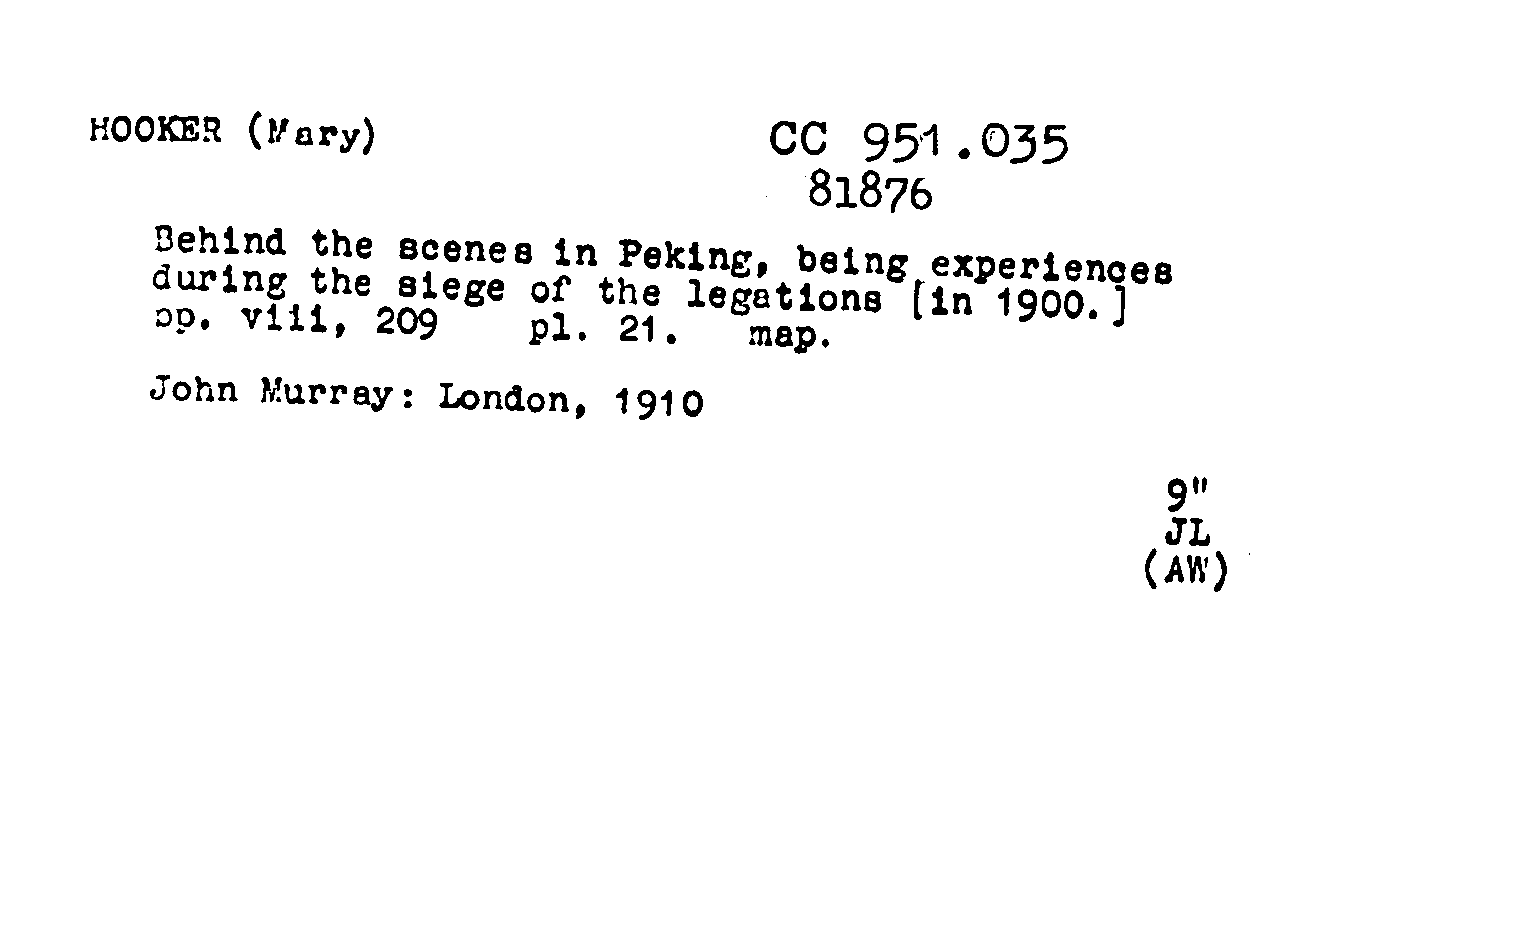 HOOKER (Mary)
CC 951.035
81876
Behind the scenes in Peking, being experiences
during the siege of the legations [in 1900.]
pp. viii, 209 pl. 21. map.
John Murray: London, 1910
9"
JL
(AW)